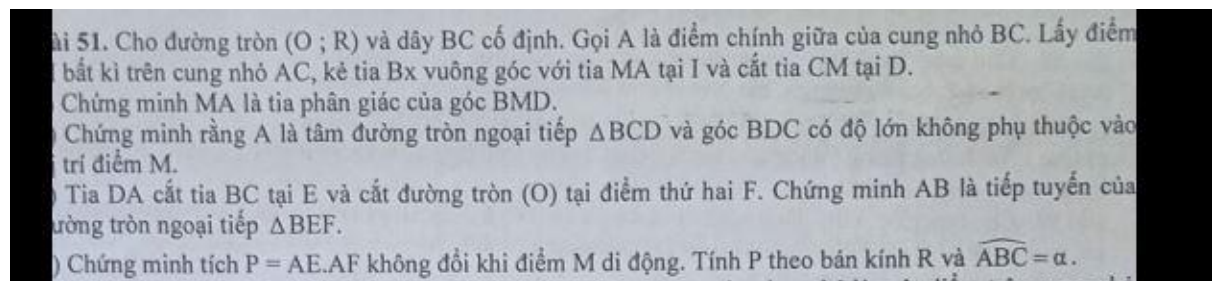 ài 51. Cho đường tròn (O ; R) và dây BC cố định. Gọi A là điểm chính giữa của cung nhỏ BC. Lấy điểm
bất kì trên cung nhỏ AC, kẻ tia Bx vuông góc với tia MA tại I và cắt tia CM tại D.
Chứng minh MA là tia phân giác của góc BMD.
) Chứng minh rằng A là tâm đường tròn ngoại tiếp ΔBCD và góc BDC có độ lớn không phụ thuộc vào
trí điểm M.
) Tia DA cắt tia BC tại E và cắt đường tròn (O) tại điểm thứ hai F. Chứng minh AB là tiếp tuyến của
ường tròn ngoại tiếp ΔBEF.
) Chứng minh tích P = AE.AF không đổi khi điểm M di động. Tính P theo bán kính R và \widehat{ABC} = α.